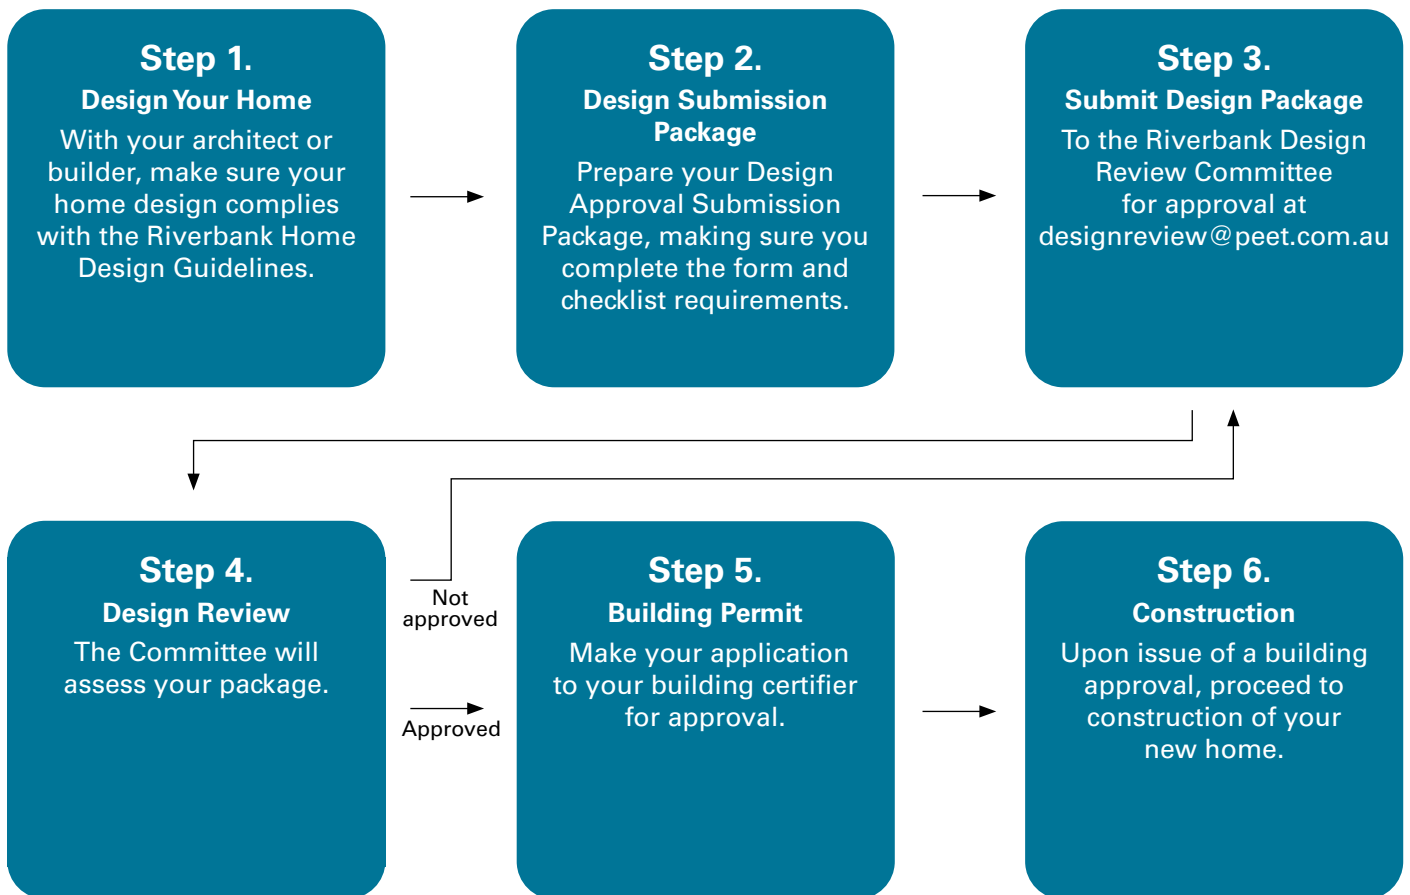 Step 1.
Design Your Home
With your architect or
builder, make sure your
home design complies
with the Riverbank Home
Design Guidelines.
Step 2.
Design Submission
Package
Prepare your Design
Approval Submission
Package, making sure you
complete the form and
checklist requirements.
Step 3.
Submit Design Package
To the Riverbank Design
Review Committee
for approval at
designreview@peet.com.au
Step 4.
Design Review
The Committee will
assess your package.
Not
approved
Approved
Step 5.
Building Permit
Make your application
to your building certifier
for approval.
Step 6.
Construction
Upon issue of a building
approval, proceed to
construction of your
new home.